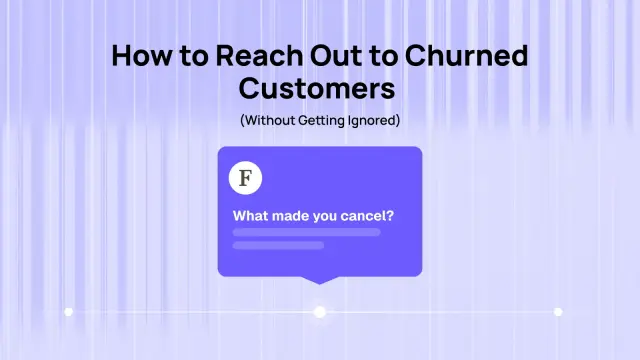 How to Reach Out to Churned
Customers
(Without Getting Ignored)
F
What made you cancel?